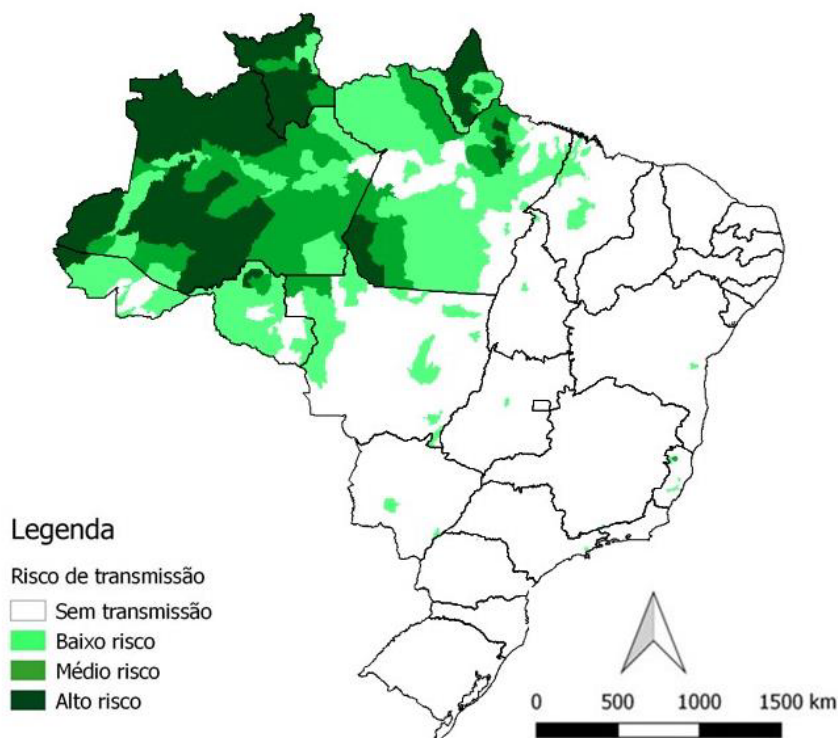 Legenda
Risco de transmissão
Sem transmissão
Baixo risco
Médio risco
Alto risco
0 500 1000 1500 km